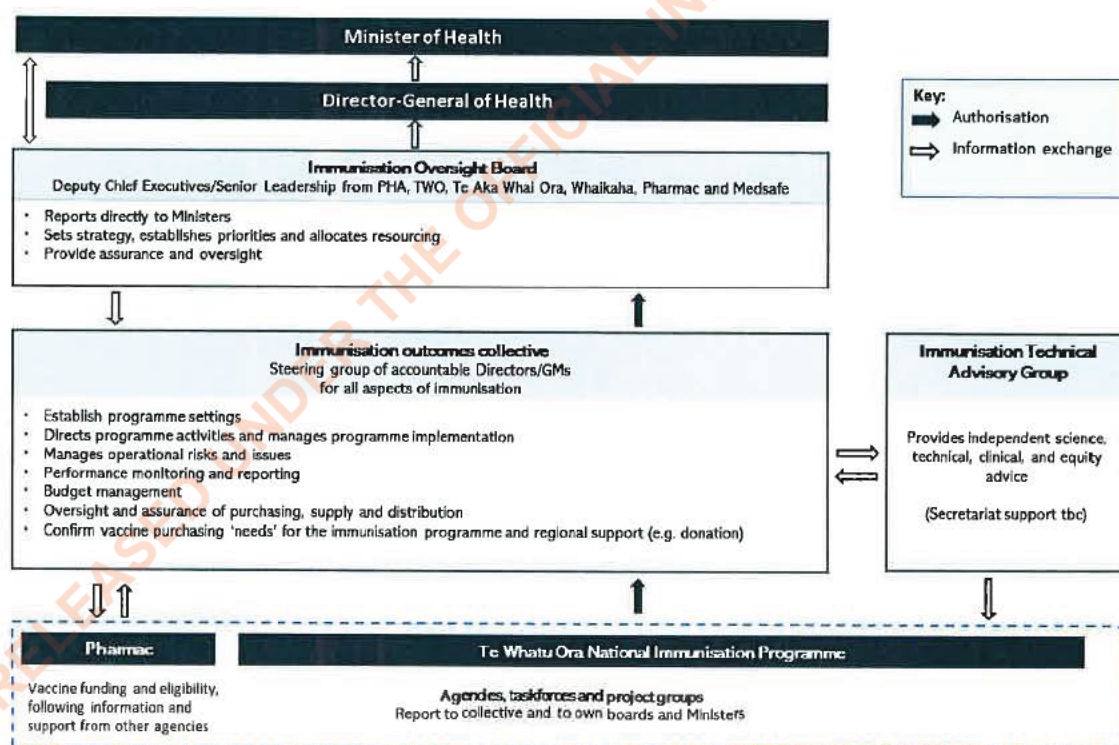 Minister of Health
Director-General of Health
Key:
Authorisation
Information exchange
Immunisation Oversight Board
Deputy Chief Executives/Senior Leadership from PHA, TWO, Te Aka Whai Ora, Whaikaha, Pharmac and Medsafe
• Reports directly to Ministers
• Sets strategy, establishes priorities and allocates resourcing
• Provide assurance and oversight
Immunisation outcomes collective
Steering group of accountable Directors/GMs
for all aspects of immunisation
• Establish programme settings
• Directs programme activities and manages programme implementation
• Manages operational risks and issues
• Performance monitoring and reporting
• Budget management
• Oversight and assurance of purchasing, supply and distribution
• Confirm vaccine purchasing 'needs' for the immunisation programme and regional support (e.g. donation)
Immunisation Technical
Advisory Group
Provides independent science,
technical, clinical, and equity
advice
(Secretariat support tbc)
Pharmac
Vaccine funding and eligibility,
following information and
support from other agencies
Te Whatu Ora National Immunisation Programme
Agencies, taskforces and project groups
Report to collective and to own boards and Ministers
RELEASED UNDER THE OFFICIAL